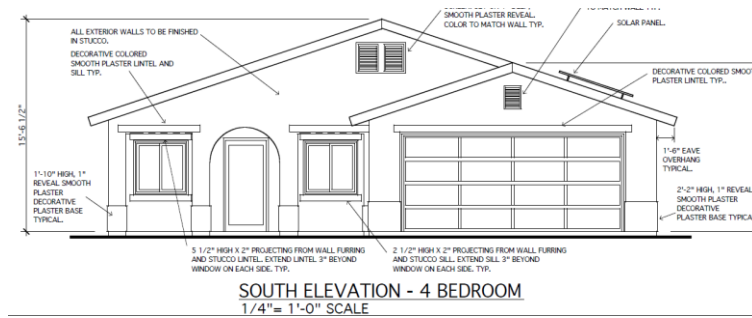 SMOOTH PLASTER REVEAL.
COLOR TO MATCH WALL TYP.
SOLAR PANEL.
ALL EXTERIOR WALLS TO BE FINISHED
IN STUCCO.
DECORATIVE COLORED
SMOOTH PLASTER LINTEL AND
SILL TYP.
DECORATIVE COLORED SMOOT
PLASTER LINTEL TYP..
15'-6 1/2"
1'-6" EAVE
OVERHANG
TYPICAL.
1'-10" HIGH, 1"
REVEAL SMOOTH
PLASTER
DECORATIVE
PLASTER BASE
TYPICAL.
2'-2" HIGH, 1" REVEAL
SMOOTH PLASTER
DECORATIVE
PLASTER BASE TYPICA
5 1/2" HIGH X 2" PROJECTING FROM WALL FURRING
AND STUCCO LINTEL. EXTEND LINTEL 3" BEYOND
WINDOW ON EACH SIDE. TYP.
2 1/2" HIGH X 2" PROJECTING FROM WALL FURRING
AND STUCCO SILL. EXTEND SILL 3" BEYOND
WINDOW ON EACH SIDE. TYP.
SOUTH ELEVATION - 4 BEDROOM
1/4"= 1'-0" SCALE